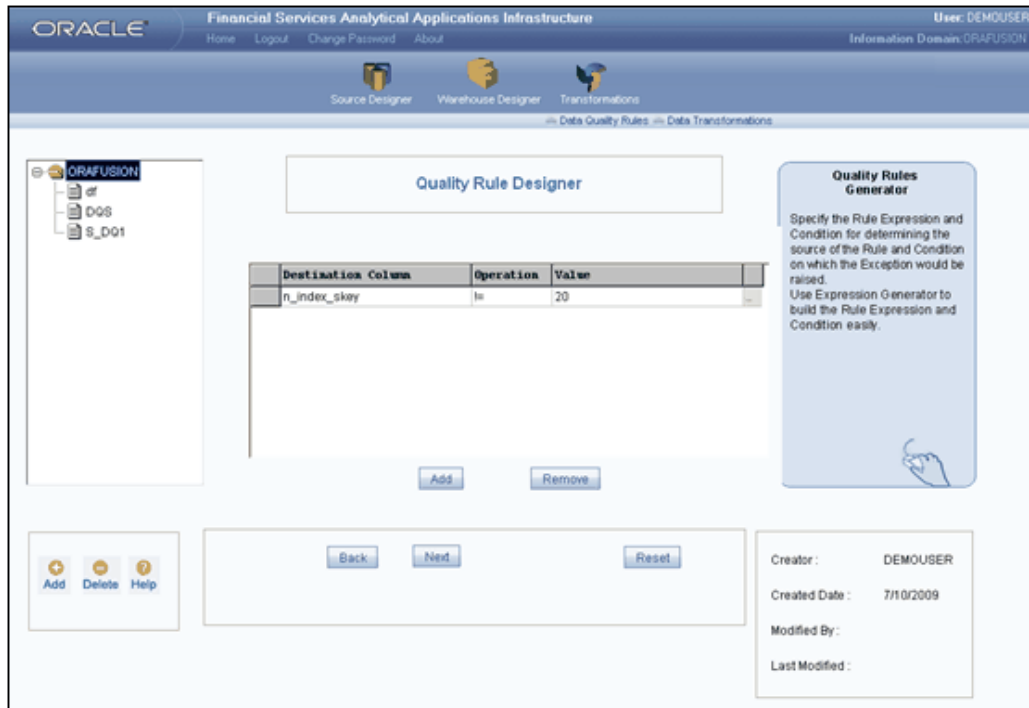 ORACLE
Financial Services Analytical Applications Infrastructure
User: DEMOUSER
Home Logout Change Password About
Information Domain:ORAFUSION
Source Designer Warehouse Designer Transformations
Data Quality Rules Data Transformations
ORAFUSION
df
DQS
S_DQ1
Quality Rule Designer
Destination Column Operation Value
n_index_skey != 20 ...
Add Remove
Quality Rules
Generator
Specify the Rule Expression and
Condition for determining the
source of the Rule and Condition
on which the Exception would be
raised.
Use Expression Generator to
build the Rule Expression and
Condition easily.
Add Delete Help
Back Next Reset
Creator : DEMOUSER
Created Date : 7/10/2009
Modified By :
Last Modified :